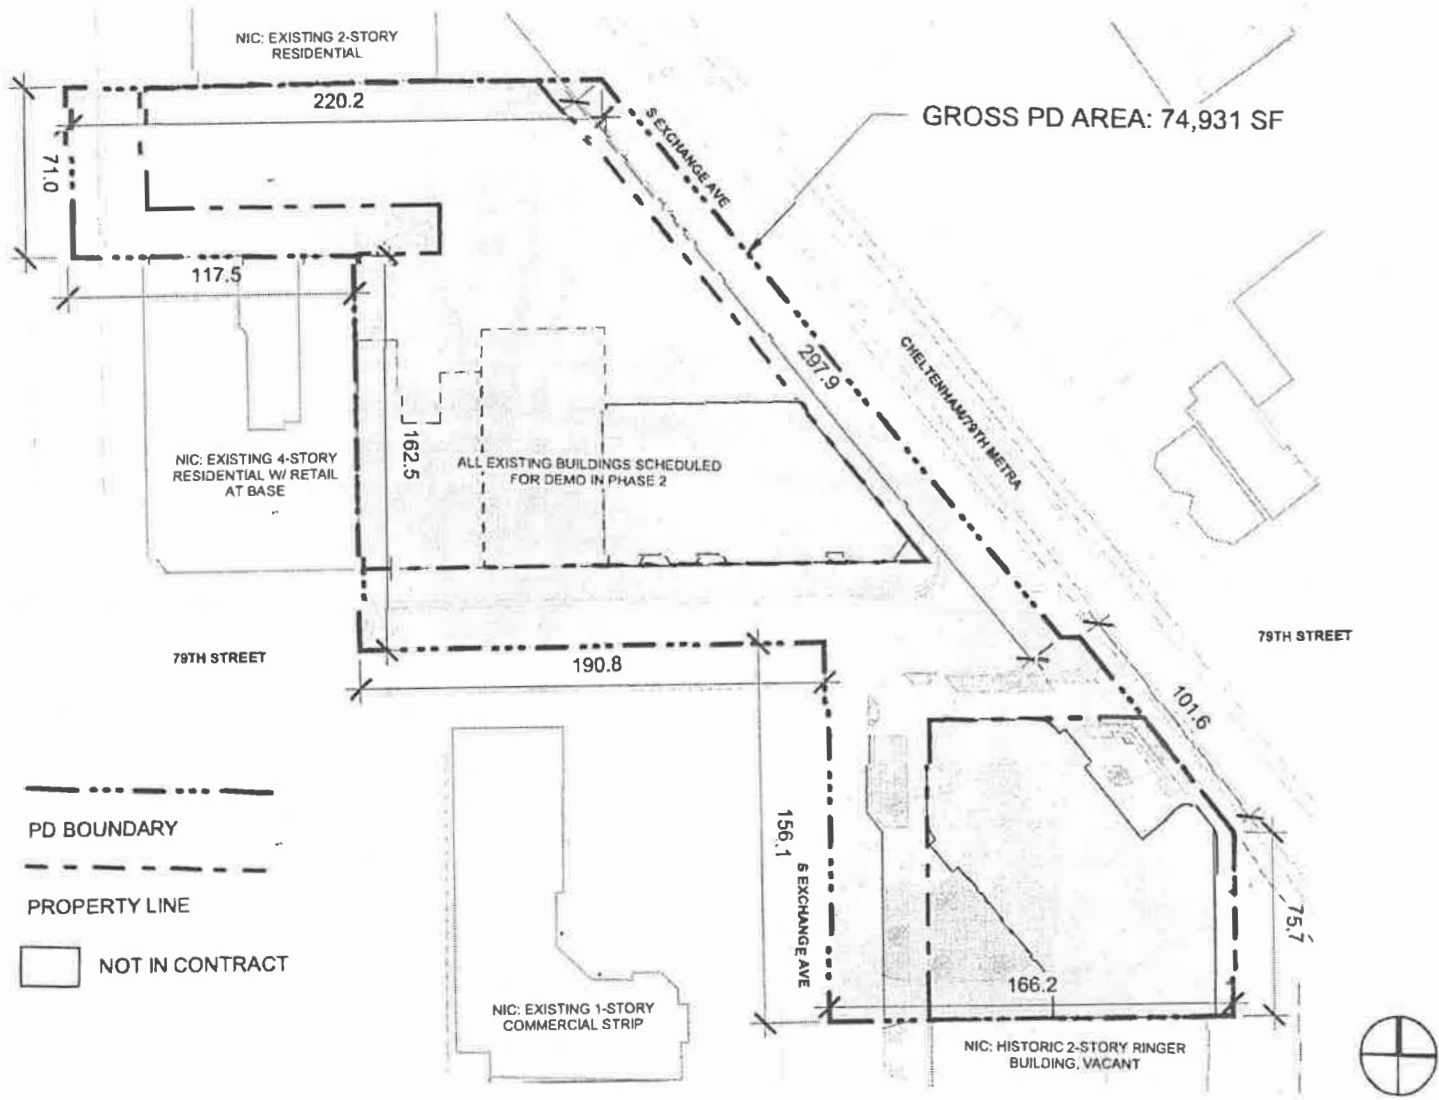 NIC: EXISTING 2-STORY
RESIDENTIAL
220.2
S EXCHANGE AVE
GROSS PD AREA: 74,931 SF
71.0
117.5
297.9
CHELTENHAM/79TH METRA
162.5
NIC: EXISTING 4-STORY
RESIDENTIAL W/ RETAIL
AT BASE
ALL EXISTING BUILDINGS SCHEDULED
FOR DEMO IN PHASE 2
79TH STREET
190.8
79TH STREET
101.6
PD BOUNDARY
PROPERTY LINE
NOT IN CONTRACT
156.1
S EXCHANGE AVE
75.7
166.2
NIC: EXISTING 1-STORY
COMMERCIAL STRIP
NIC: HISTORIC 2-STORY RINGER
BUILDING, VACANT